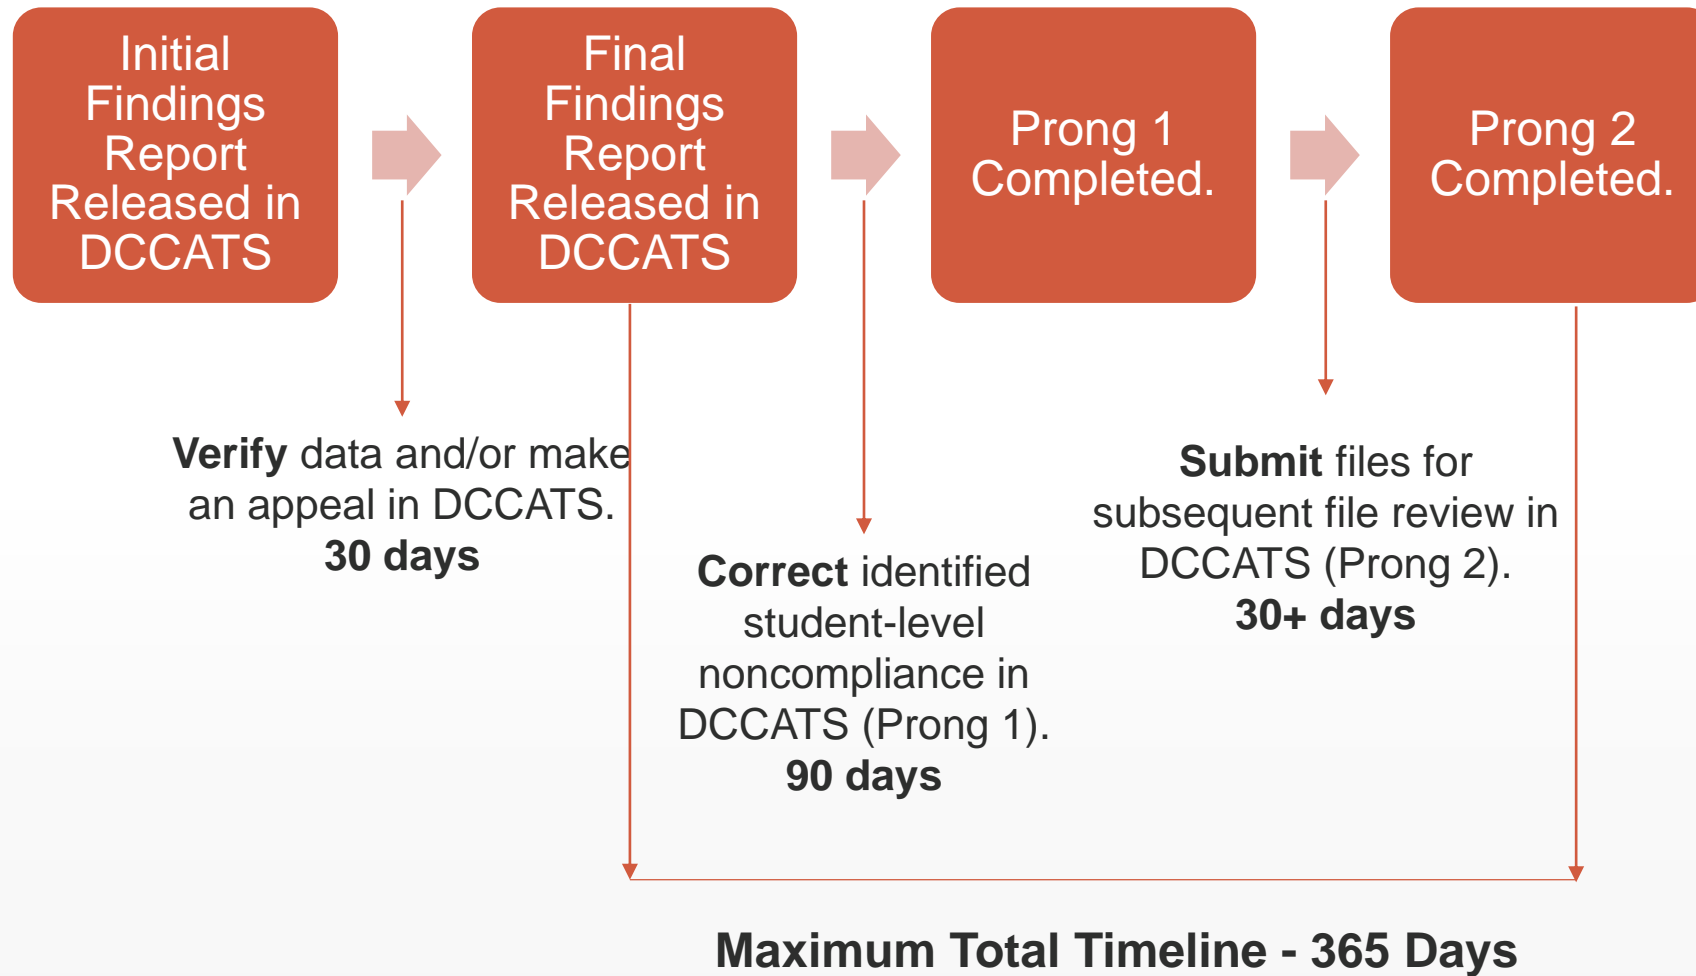 Initial
Findings
Report
Released in
DCCATS
Final
Findings
Report
Released in
DCCATS
Prong 1
Completed.
Prong 2
Completed.
Verify data and/or make
an appeal in DCCATS.
30 days
Correct identified
student-level
noncompliance in
DCCATS (Prong 1).
90 days
Submit files for
subsequent file review in
DCCATS (Prong 2).
30+ days
Maximum Total Timeline - 365 Days